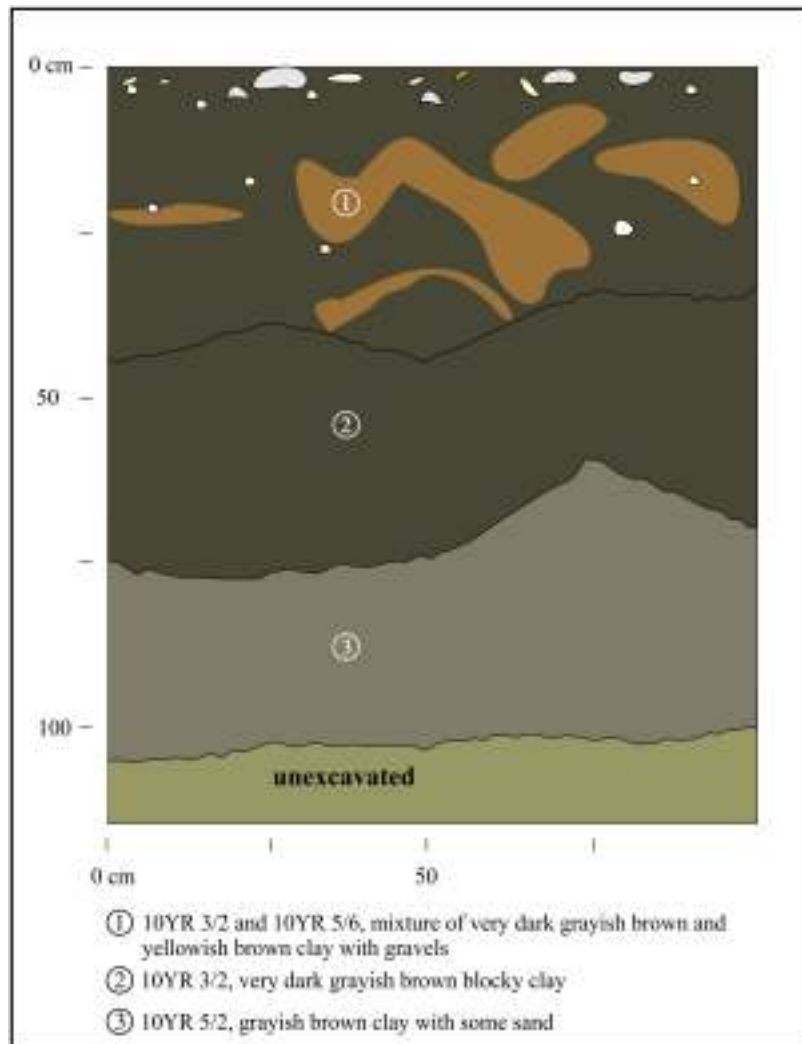 0 cm
①
50
②
③
100
unexcavated
0 cm 50
① 10YR 3/2 and 10YR 5/6, mixture of very dark grayish brown and
yellowish brown clay with gravels
② 10YR 3/2, very dark grayish brown blocky clay
③ 10YR 5/2, grayish brown clay with some sand